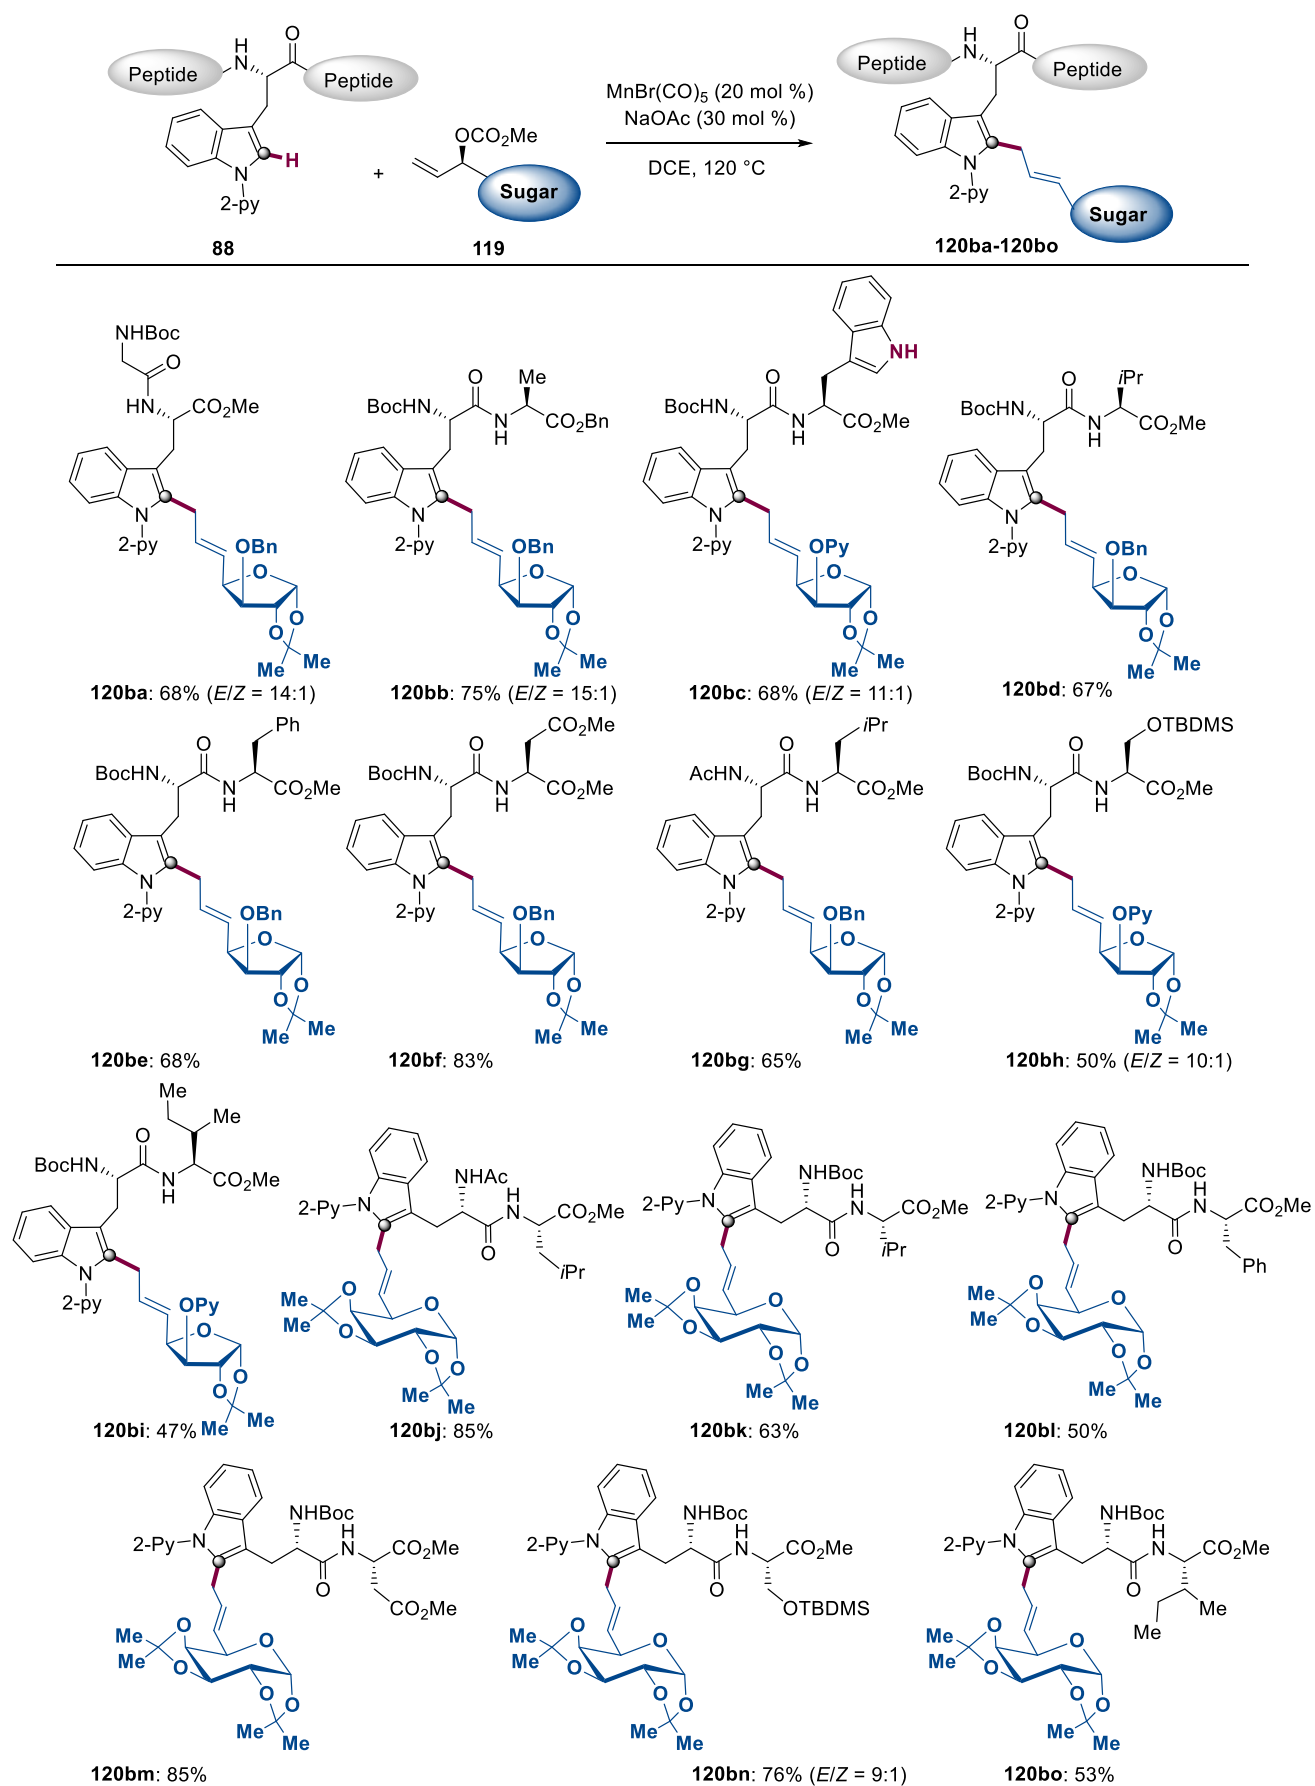 Peptide
H
N
O
Peptide
H
N
2-py
88
+
OCOOMe
Sugar
119
MnBr(CO)5 (20 mol %)
NaOAc (30 mol %)
DCE, 120 °C
Peptide
H
N
O
Peptide
N
2-py
Sugar
120ba-120bo
NHBoc
O
HN
CO2Me
N
2-py
OBn
O
O
O
Me
Me
120ba: 68% (E/Z = 14:1)
BocHN
O
N
H
Me
CO2Bn
N
2-py
OBn
O
O
O
Me
Me
120bb: 75% (E/Z = 15:1)
NH
BocHN
O
N
H
CO2Me
N
2-py
OPy
O
O
O
Me
Me
120bc: 68% (E/Z = 11:1)
iPr
BocHN
O
N
H
CO2Me
N
2-py
OBn
O
O
O
Me
Me
120bd: 67%
Ph
BocHN
O
N
H
CO2Me
N
2-py
OBn
O
O
O
Me
Me
120be: 68%
CO2Me
BocHN
O
N
H
CO2Me
N
2-py
OBn
O
O
O
Me
Me
120bf: 83%
iPr
AcHN
O
N
H
CO2Me
N
2-py
OBn
O
O
O
Me
Me
120bg: 65%
OTBDMS
BocHN
O
N
H
CO2Me
N
2-py
OPy
O
O
O
Me
Me
120bh: 50% (E/Z = 10:1)
Me
Me
BocHN
O
N
H
CO2Me
N
2-py
OPy
O
O
O
Me
Me
120bi: 47%
2-Py
N
NHAc
H
N
CO2Me
O
iPr
Me
Me
O
O
O
O
O
Me
Me
120bj: 85%
2-Py
N
NHBoc
H
N
CO2Me
O
iPr
Me
Me
O
O
O
O
O
Me
Me
120bk: 63%
2-Py
N
NHBoc
H
N
CO2Me
O
Ph
Me
Me
O
O
O
O
O
Me
Me
120bl: 50%
2-Py
N
NHBoc
H
N
CO2Me
O
CO2Me
Me
Me
O
O
O
O
O
Me
Me
120bm: 85%
2-Py
N
NHBoc
H
N
CO2Me
O
OTBDMS
Me
Me
O
O
O
O
O
Me
Me
120bn: 76% (E/Z = 9:1)
2-Py
N
NHBoc
H
N
CO2Me
O
Me
Me
Me
Me
O
O
O
O
O
Me
Me
120bo: 53%